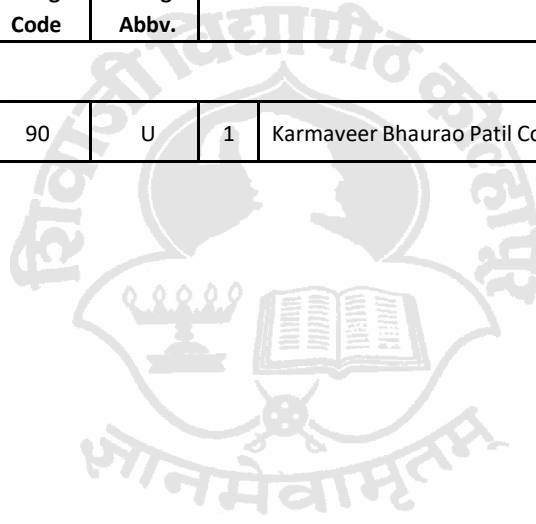 Code Abbv.
90 U 1 Karmaveer Bhaurao Patil Co
शिवाजी विद्यापीठ कोल्हापूर
ज्ञानमेवामृतम्